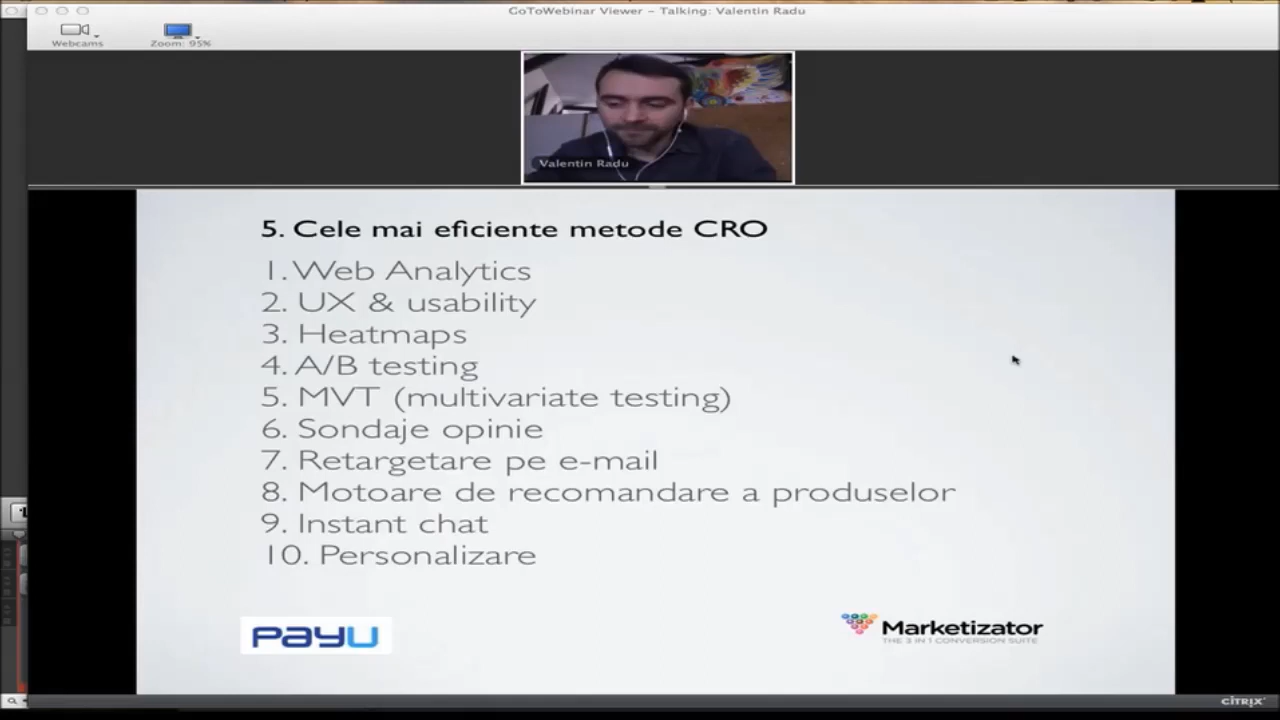 GoToWebinar Viewer – Talking: Valentin Radu
Webcams
Zoom: 95%
Valentin Radu
5. Cele mai eficiente metode CRO
1. Web Analytics
2. UX & usability
3. Heatmaps
4. A/B testing
5. MVT (multivariate testing)
6. Sondaje opinie
7. Retargetare pe e-mail
8. Motoare de recomandare a produselor
9. Instant chat
10. Personalizare
PayU
Marketizator
THE 3 IN 1 CONVERSION SUITE
CITRIX